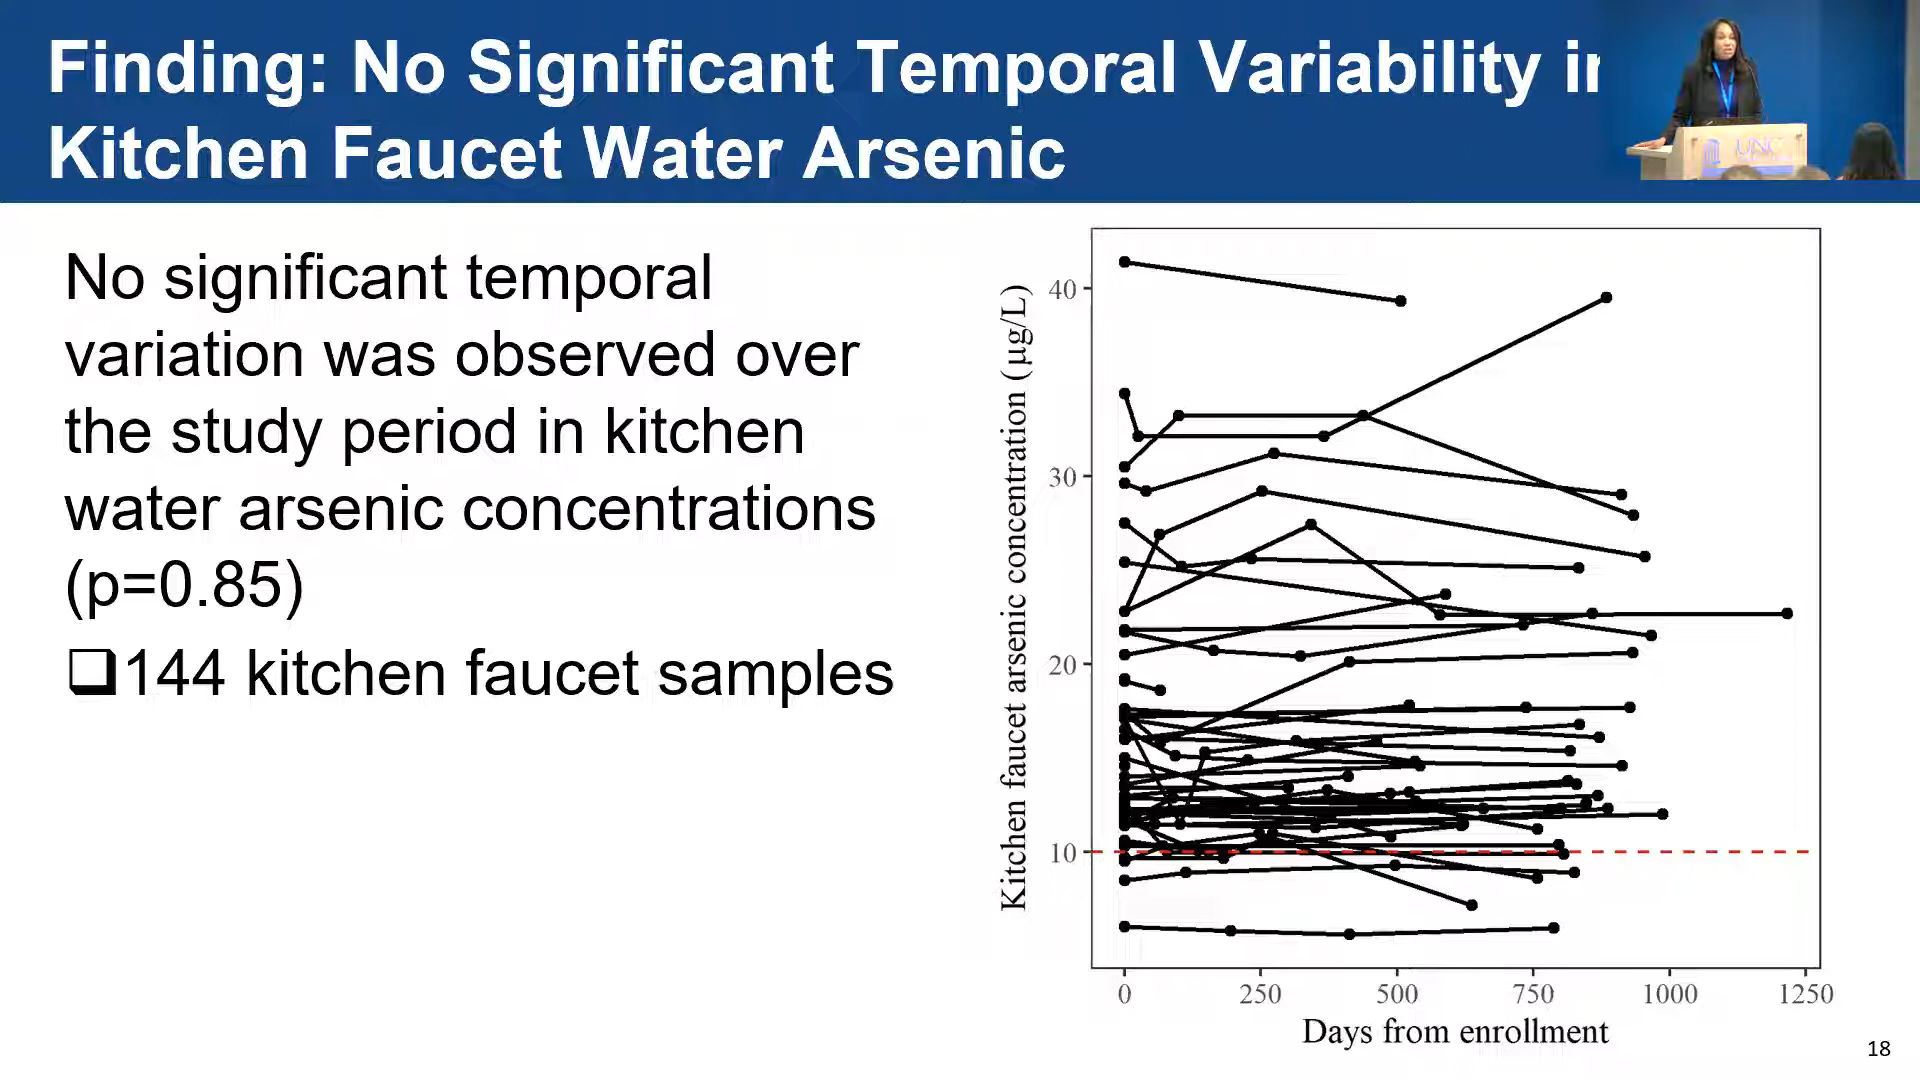 Finding: No Significant Temporal Variability in
Kitchen Faucet Water Arsenic
UNC
No significant temporal
variation was observed over
the study period in kitchen
water arsenic concentrations
(p=0.85)
❑144 kitchen faucet samples
Kitchen faucet arsenic concentration (µg/L)
40
30
20
10
0 250 500 750 1000 1250
Days from enrollment
18